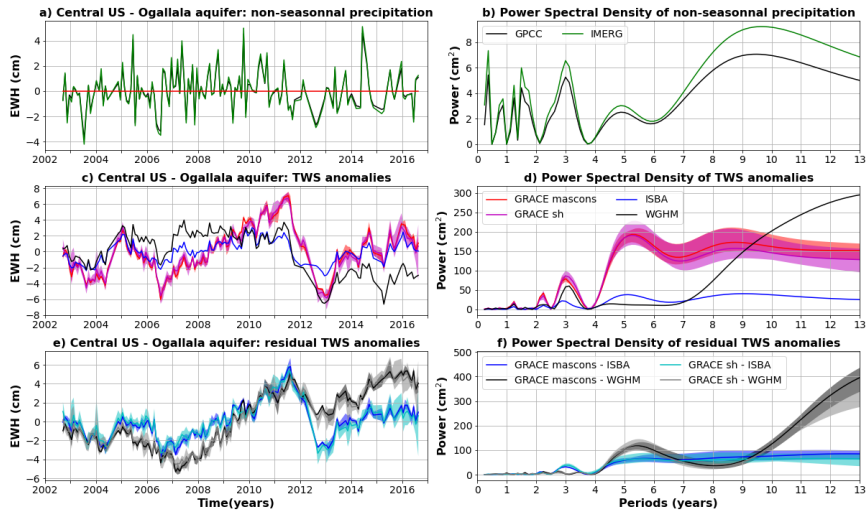 a) Central US - Ogallala aquifer: non-seasonnal precipitation
EWH (cm)
4
2
0
−2
−4
2002 2004 2006 2008 2010 2012 2014 2016
b) Power Spectral Density of non-seasonnal precipitation
GPCC IMERG
Power (cm2)
8
6
4
2
0
0 1 2 3 4 5 6 7 8 9 10 11 12 13
c) Central US - Ogallala aquifer: TWS anomalies
EWH (cm)
8
6
4
2
0
−2
−4
−6
−8
2002 2004 2006 2008 2010 2012 2014 2016
d) Power Spectral Density of TWS anomalies
GRACE mascons ISBA
GRACE sh WGHM
Power (cm2)
300
250
200
150
100
50
0
0 1 2 3 4 5 6 7 8 9 10 11 12 13
e) Central US - Ogallala aquifer: residual TWS anomalies
EWH (cm)
6
4
2
0
−2
−4
−6
2002 2004 2006 2008 2010 2012 2014 2016
Time(years)
f) Power Spectral Density of residual TWS anomalies
GRACE mascons - ISBA GRACE sh - ISBA
GRACE mascons - WGHM GRACE sh - WGHM
Power (cm2)
500
400
300
200
100
0
0 1 2 3 4 5 6 7 8 9 10 11 12 13
Periods (years)